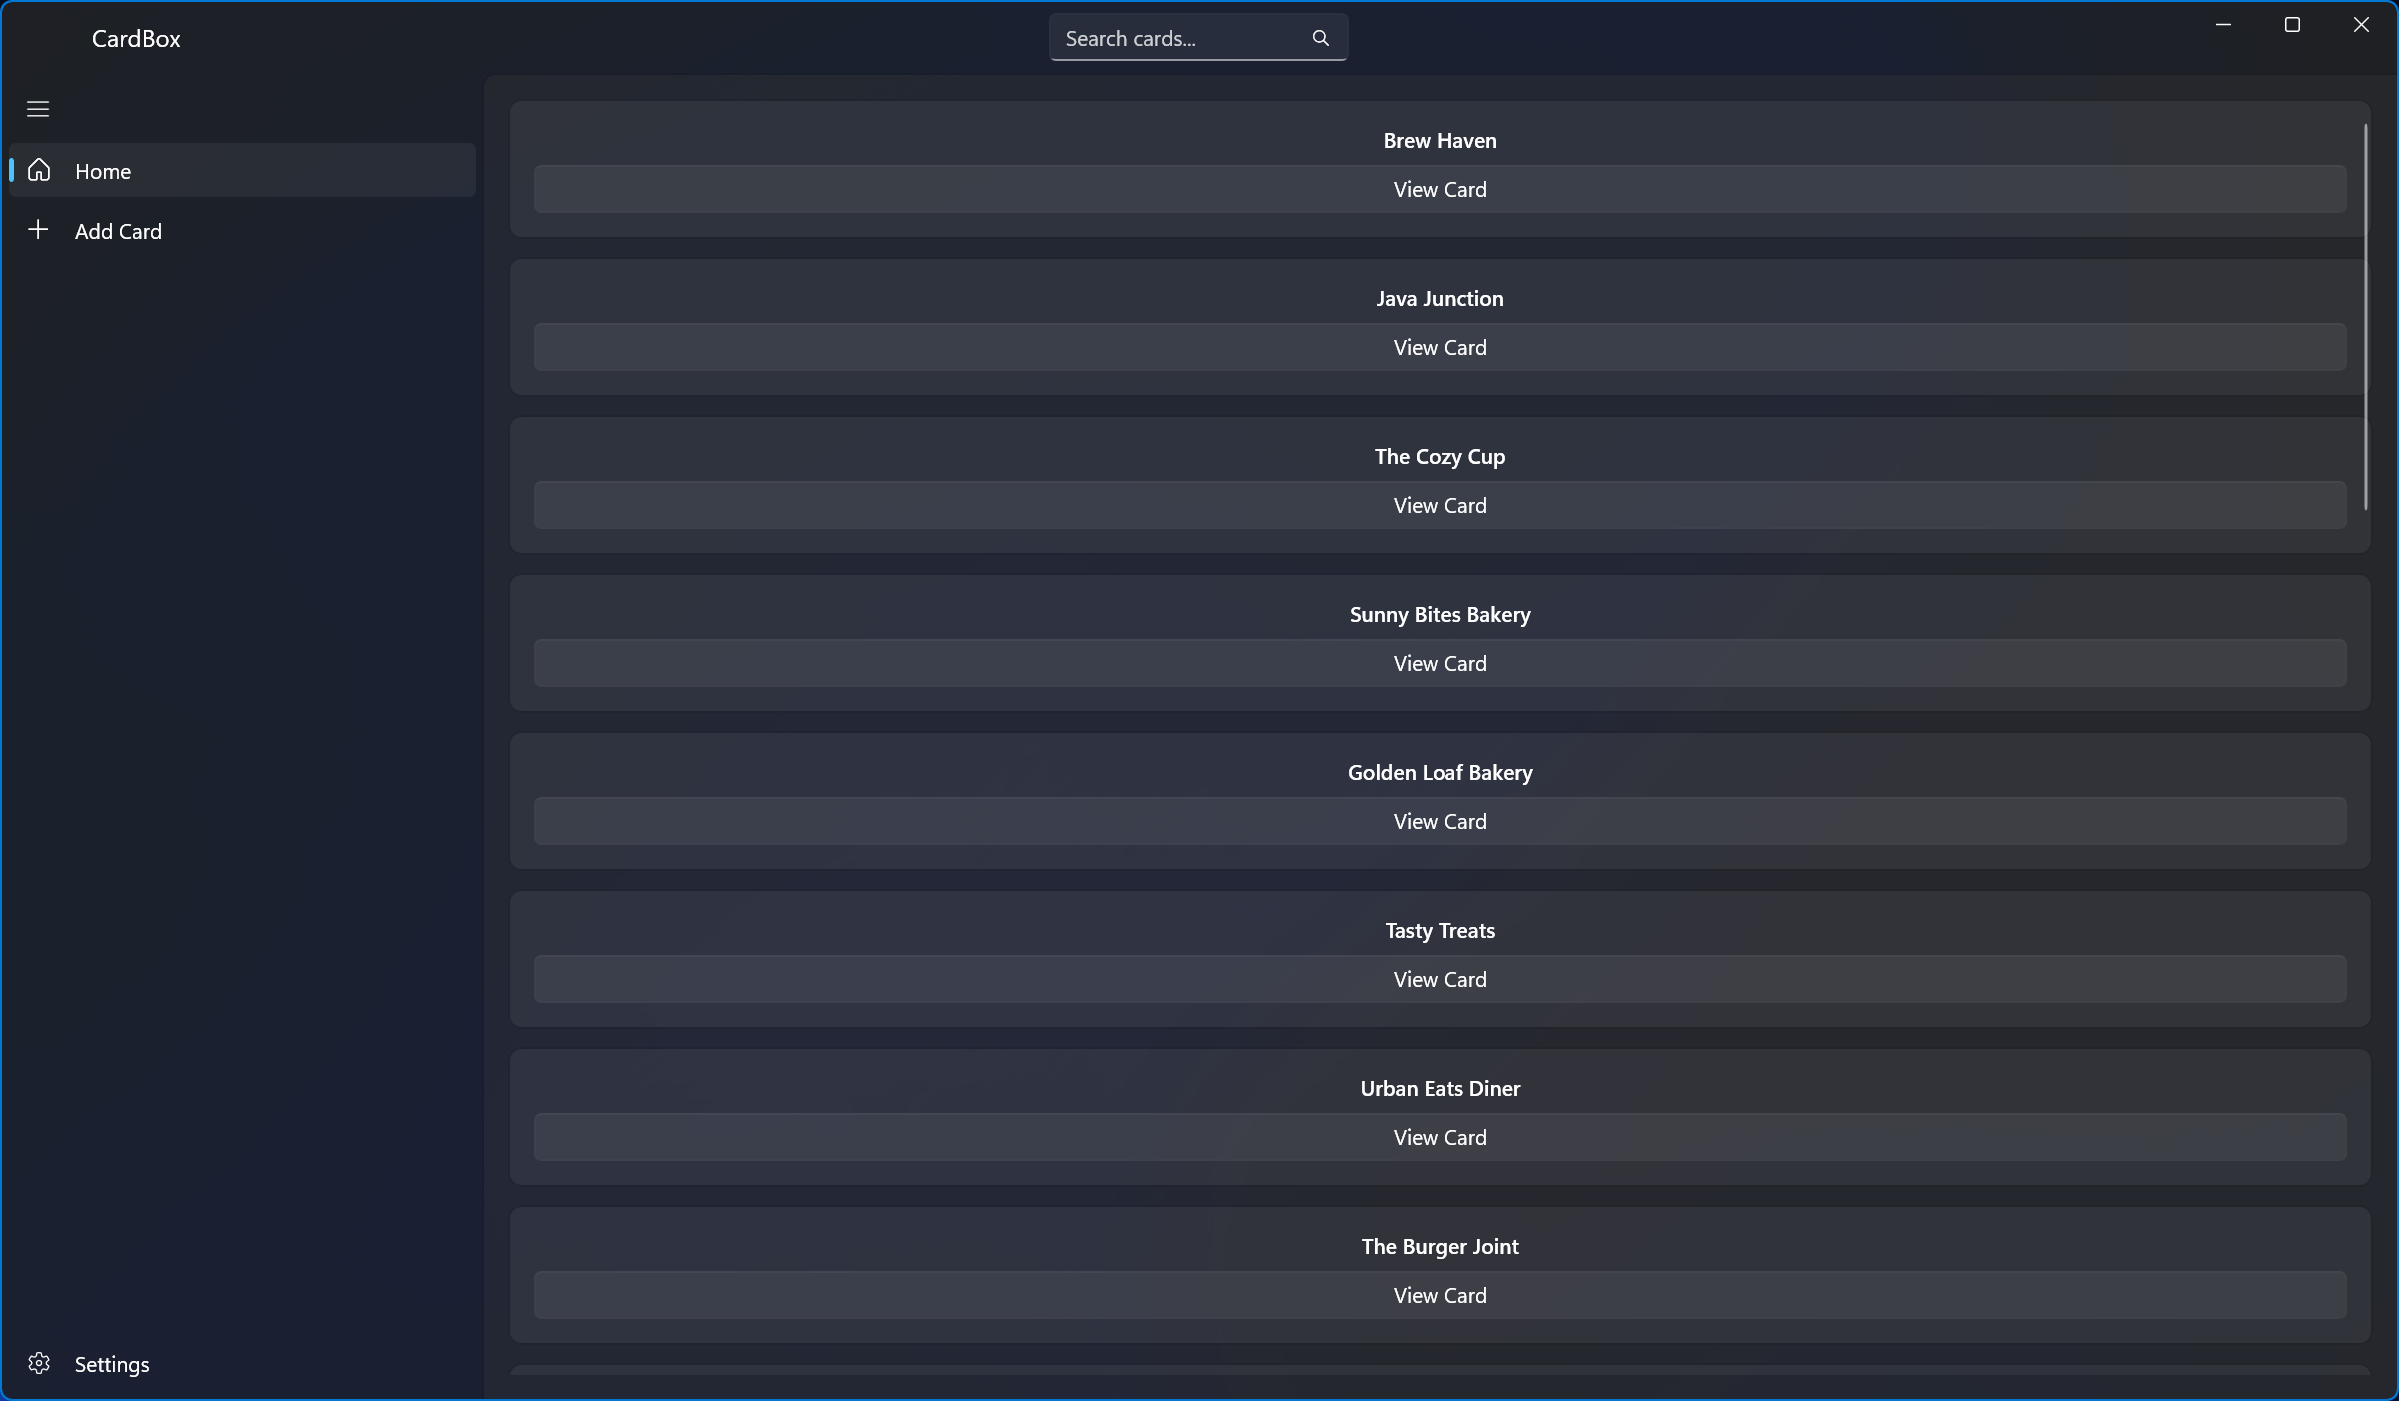 CardBox
Search cards...
Home
Add Card
Brew Haven
View Card
Java Junction
View Card
The Cozy Cup
View Card
Sunny Bites Bakery
View Card
Golden Loaf Bakery
View Card
Tasty Treats
View Card
Urban Eats Diner
View Card
The Burger Joint
View Card
Settings